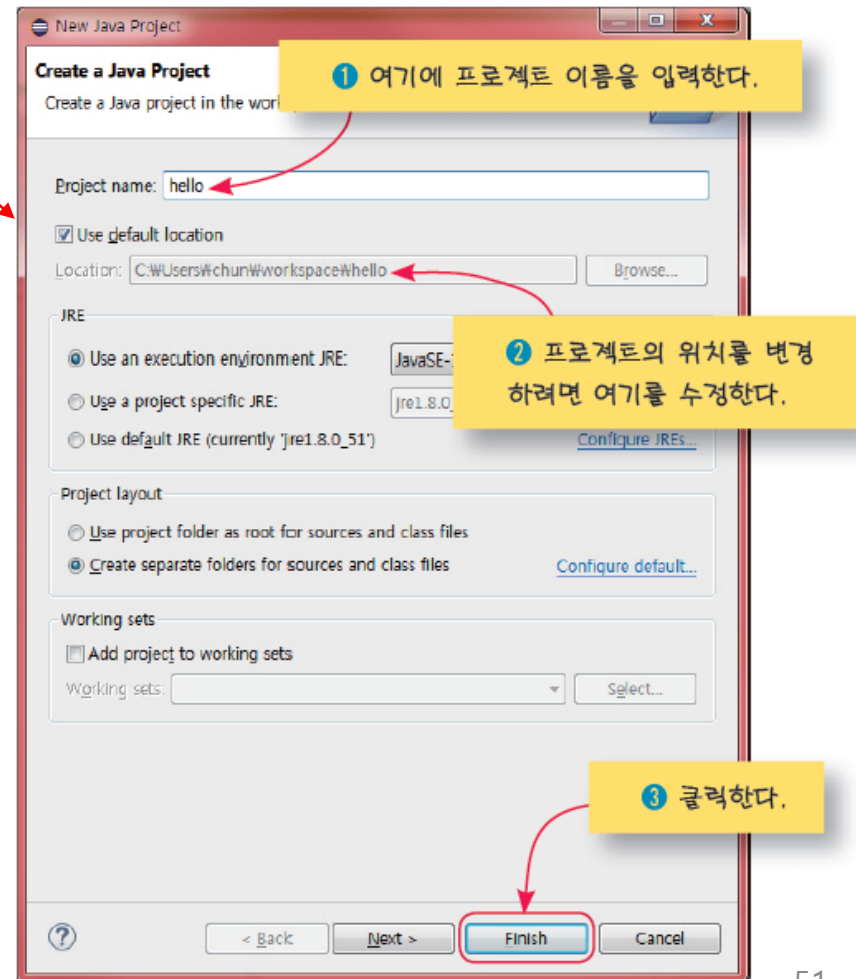 New Java Project
Create a Java Project
Create a Java project in the wor
❶ 여기에 프로젝트 이름을 입력한다.
Project name: hello
Use default location
Location: C:\Users\chun\workspace\hello Browse...
JRE
Use an execution environment JRE: JavaSE-
Use a project specific JRE: jre1.8.0_
Use default JRE (currently 'jre1.8.0_51') Configure JREs...
❷ 프로젝트의 위치를 변경
하려면 여기를 수정한다.
Project layout
Use project folder as root for sources and class files
Create separate folders for sources and class files Configure default...
Working sets
Add project to working sets
Working sets: Select...
❸ 클릭한다.
< Back Next > Finish Cancel